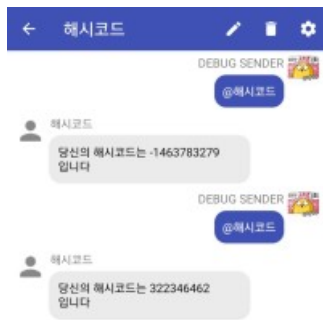 해시코드
DEBUG SENDER
@해시코드
해시코드
당신의 해시코드는 -1463783279
입니다
DEBUG SENDER
@해시코드
해시코드
당신의 해시코드는 322346462
입니다